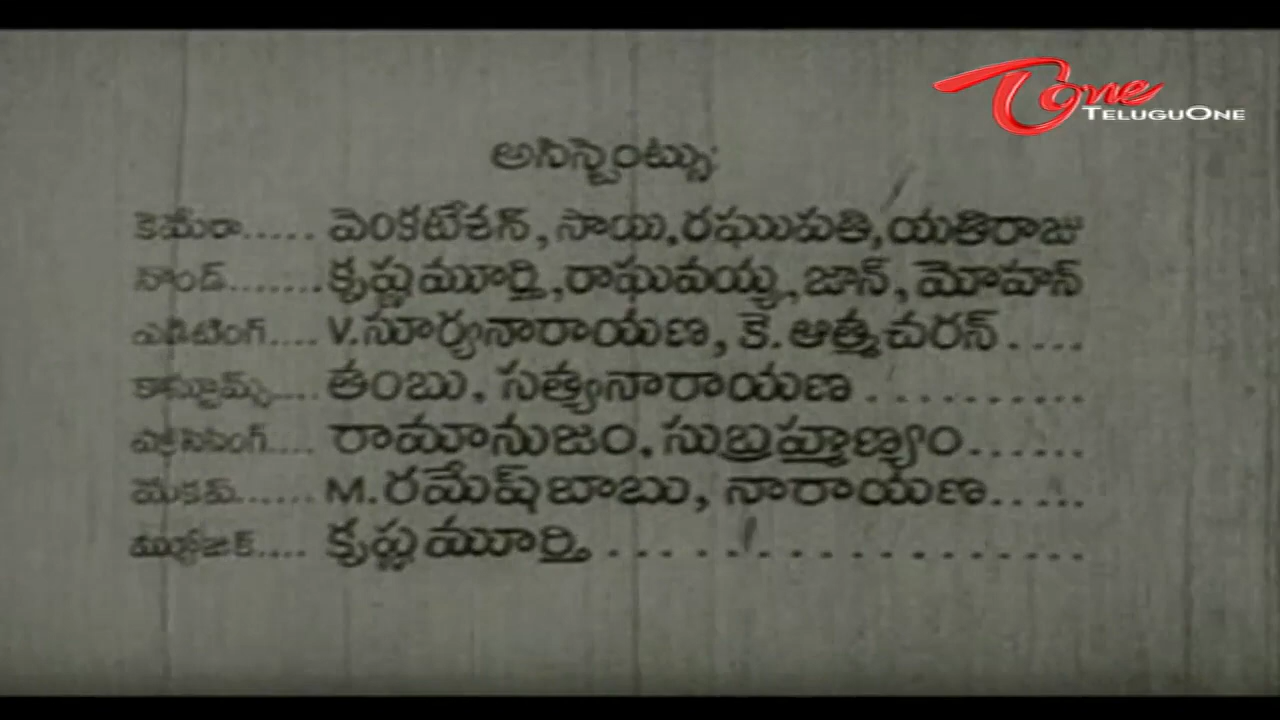 Tone
TELUGUONE
అసిస్టెంట్సు:
కెమేరా..... వెంకటేశన్, సాయి, రఘుపతి, యతిరాజు
సౌండ్.......కృష్ణమూర్తి, రాఘవయ్య, జాన్, మోహన్
ఎడిటింగ్.... V. సూర్యనారాయణ, కె. ఆత్మచరన్....
కాస్ట్యూమ్స్.... తంబు, సత్యనారాయణ..........
ప్రాసెసింగ్.... రామానుజం, సుబ్రహ్మణ్యం......
మేకప్...... M. రమేష్‌బాబు, నారాయణ.....
మ్యూజిక్.... కృష్ణమూర్తి.................